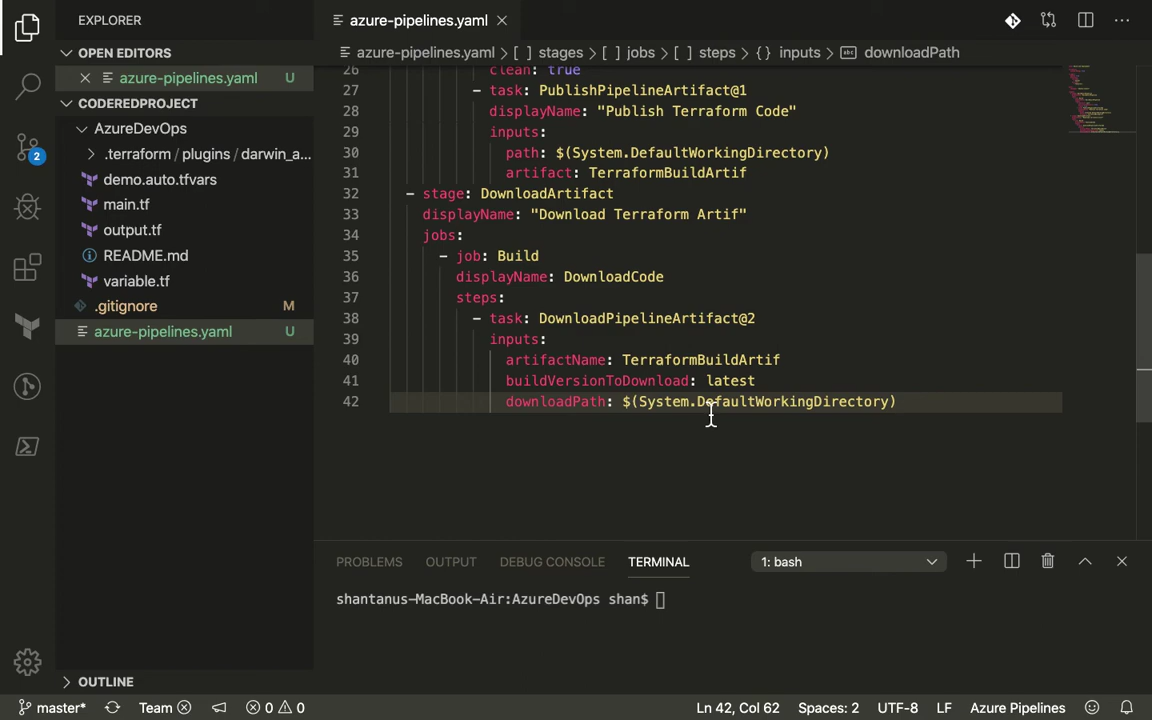 EXPLORER
OPEN EDITORS
azure-pipelines.yaml U
CODEREDPROJECT
AzureDevOps
.terraform / plugins / darwin_a...
demo.auto.tfvars
main.tf
output.tf
README.md
variable.tf
.gitignore M
azure-pipelines.yaml U
OUTLINE
2
azure-pipelines.yaml
azure-pipelines.yaml > [ ] stages > [ ] jobs > [ ] steps > { } inputs > abc downloadPath
26 clean: true
27 - task: PublishPipelineArtifact@1
28 displayName: "Publish Terraform Code"
29 inputs:
30 path: $(System.DefaultWorkingDirectory)
31 artifact: TerraformBuildArtif
32 - stage: DownloadArtifact
33 displayName: "Download Terraform Artif"
34 jobs:
35 - job: Build
36 displayName: DownloadCode
37 steps:
38 - task: DownloadPipelineArtifact@2
39 inputs:
40 artifactName: TerraformBuildArtif
41 buildVersionToDownload: latest
42 downloadPath: $(System.DefaultWorkingDirectory)
PROBLEMS OUTPUT DEBUG CONSOLE TERMINAL 1: bash
shantanus-MacBook-Air:AzureDevOps shan$
master* Team 0 0 Ln 42, Col 62 Spaces: 2 UTF-8 LF Azure Pipelines